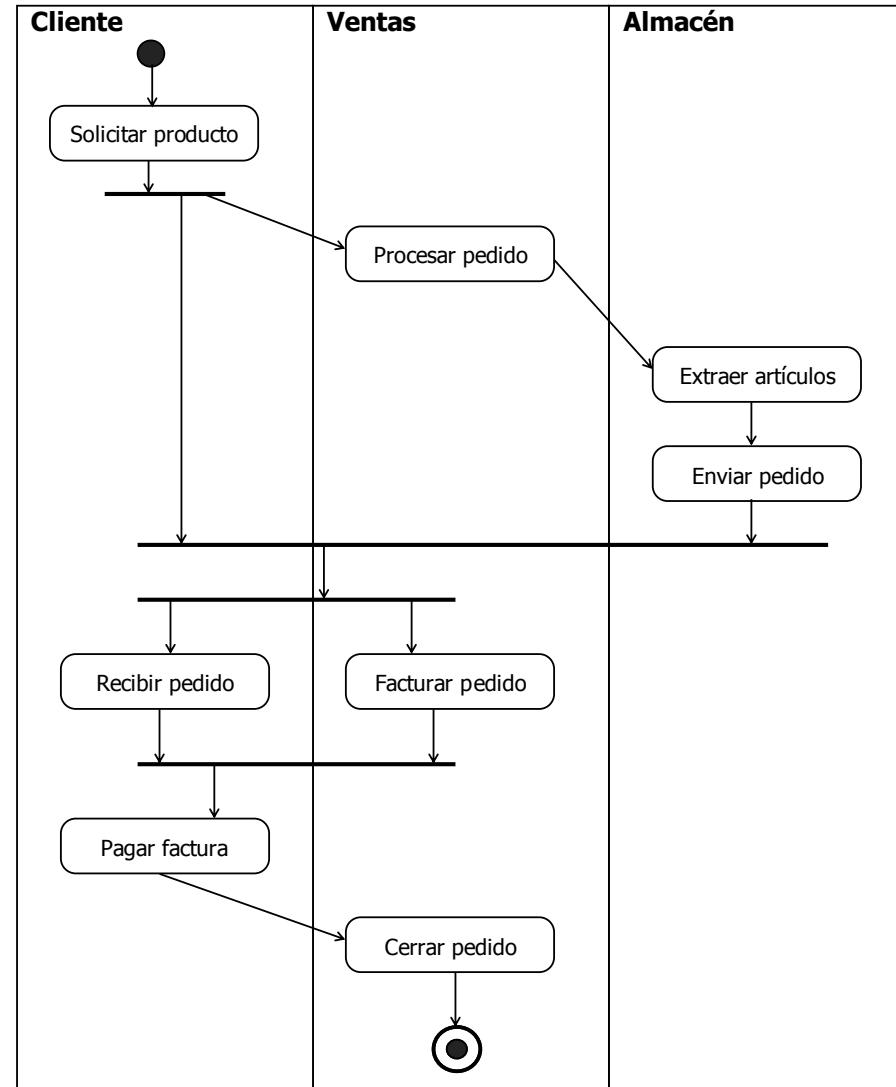 Cliente
Ventas
Almacén
Solicitar producto
Procesar pedido
Extraer artículos
Enviar pedido
Recibir pedido
Facturar pedido
Pagar factura
Cerrar pedido